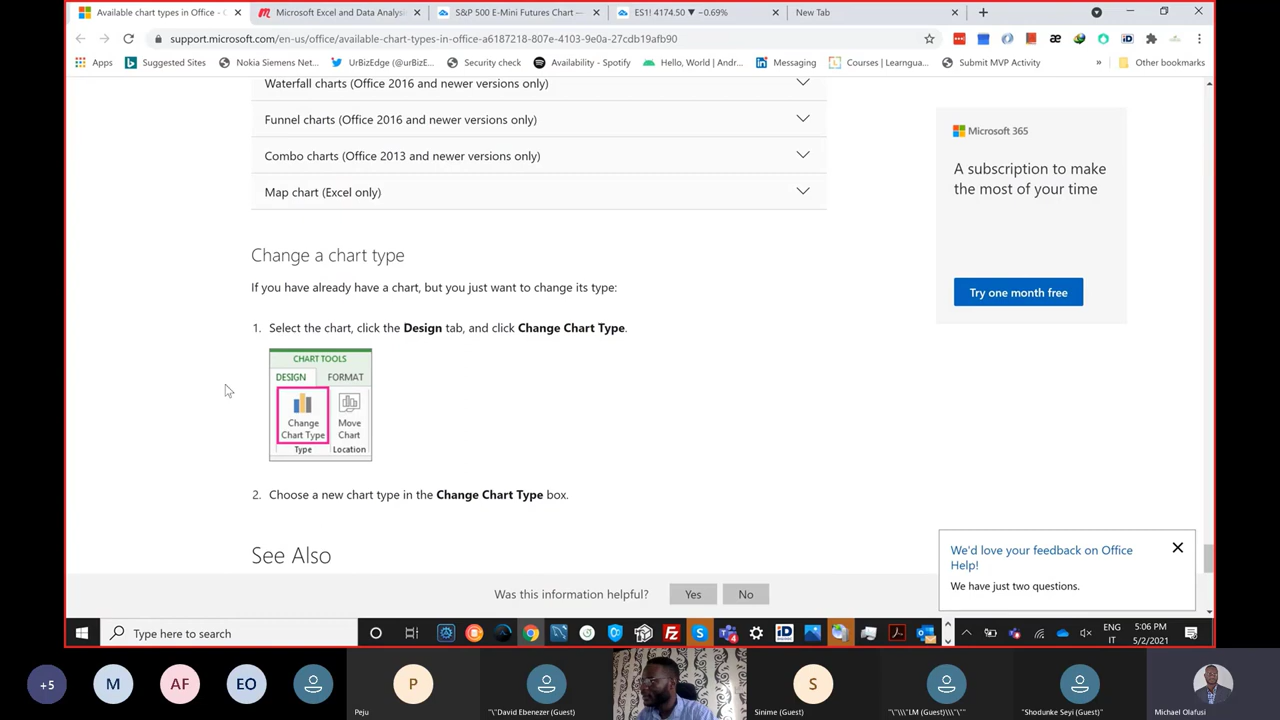 Available chart types in Office - C
Microsoft Excel and Data Analys
S&P 500 E-Mini Futures Chart —
ES1! 4174.50 ▼ −0.69%
New Tab
support.microsoft.com/en-us/office/available-chart-types-in-office-a6187218-807e-4103-9e0a-27cdb19afb90
Apps
Suggested Sites
Nokia Siemens Net...
UrBizEdge (@urBizE...
Security check
Availability - Spotify
Hello, World | Andr...
Messaging
Courses | Learngua...
Submit MVP Activity
»
Other bookmarks
Waterfall charts (Office 2016 and newer versions only)
Funnel charts (Office 2016 and newer versions only)
Combo charts (Office 2013 and newer versions only)
Map chart (Excel only)
Microsoft 365
A subscription to make
the most of your time
Try one month free
Change a chart type
If you have already have a chart, but you just want to change its type:
1. Select the chart, click the Design tab, and click Change Chart Type.
CHART TOOLS
DESIGN FORMAT
Change
Chart Type
Move
Chart
Type Location
2. Choose a new chart type in the Change Chart Type box.
See Also
We'd love your feedback on Office
Help!
We have just two questions.
Was this information helpful? Yes No
Type here to search
ENG
IT
5:06 PM
5/2/2021
+5
M
AF
EO
P
Peju
"\"David Ebenezer (Guest)
S
Sinime (Guest)
"\"\\\"LM (Guest)\\\"\""
"\"Shodunke Seyi (Guest)"
Michael Olafusi